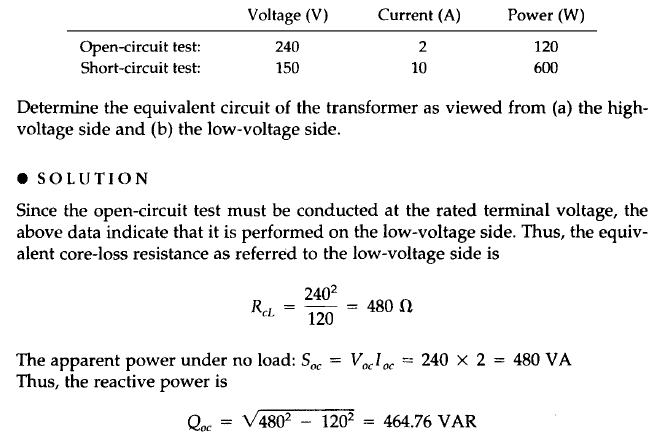 Voltage (V) Current (A) Power (W)
Open-circuit test: 240 2 120
Short-circuit test: 150 10 600
Determine the equivalent circuit of the transformer as viewed from (a) the high-
voltage side and (b) the low-voltage side.
● SOLUTION
Since the open-circuit test must be conducted at the rated terminal voltage, the
above data indicate that it is performed on the low-voltage side. Thus, the equiv-
alent core-loss resistance as referred to the low-voltage side is
R_cL = 240² / 120 = 480 Ω
The apparent power under no load: S_oc = V_oc I_oc = 240 × 2 = 480 VA
Thus, the reactive power is
Q_oc = √(480² − 120²) = 464.76 VAR